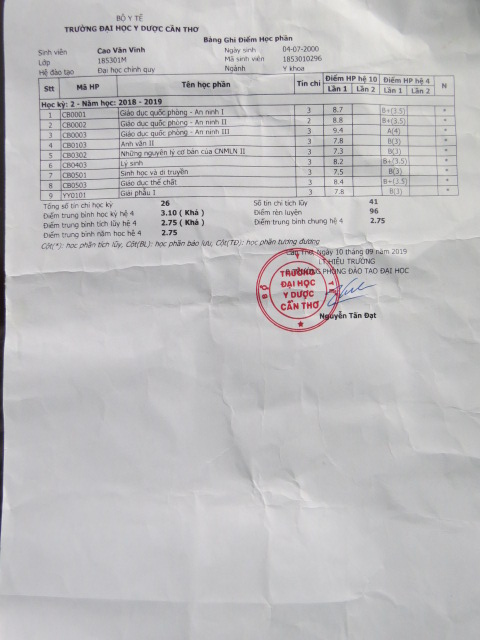 BỘ Y TẾ
TRƯỜNG ĐẠI HỌC Y DƯỢC CẦN THƠ
Bảng Ghi Điểm Học phần
Sinh viên Cao Văn Vinh Ngày sinh 04-07-2000
Lớp 185301M Mã sinh viên 1853010296
Hệ đào tạo Đại học chính quy Ngành Y khoa
Stt Mã HP Tên học phần Tín chỉ Điểm HP hệ 10 Điểm HP hệ 4 N
Lần 1 Lần 2 Lần 1 Lần 2
Học kỳ: 2 - Năm học: 2018 - 2019
1 CB0001 Giáo dục quốc phòng - An ninh I 3 8.7 B+(3.5) *
2 CB0002 Giáo dục quốc phòng - An ninh II 2 8.8 B+(3.5) *
3 CB0003 Giáo dục quốc phòng - An ninh III 3 9.4 A(4) *
4 CB0103 Anh văn II 3 7.8 B(3) *
5 CB0302 Những nguyên lý cơ bản của CNMLN II 3 7.3 B(3) *
6 CB0403 Lý sinh 3 8.2 B+(3.5) *
7 CB0501 Sinh học và di truyền 3 7.5 B(3) *
8 CB0503 Giáo dục thể chất 3 8.4 B+(3.5) *
9 YY0101 Giải phẫu I 3 7.8 B(3) *
Tổng số tín chỉ học kỳ 26 Số tín chỉ tích lũy 41
Điểm trung bình học kỳ hệ 4 3.10 ( Khá ) Điểm rèn luyện 96
Điểm trung bình tích lũy hệ 4 2.75 ( Khá ) Điểm trung bình chung hệ 4 2.75
Điểm trung bình năm học hệ 4 2.75
Cột(*): học phần tích lũy, Cột(BL): học phần bảo lưu, Cột(TĐ): học phần tương đương
Cần Thơ, Ngày 10 tháng 09 năm 2019
HIỆU TRƯỞNG
PHÒNG ĐÀO TẠO ĐẠI HỌC
TRƯỜNG
ĐẠI HỌC
Y DƯỢC
CẦN THƠ
Nguyễn Tấn Đạt